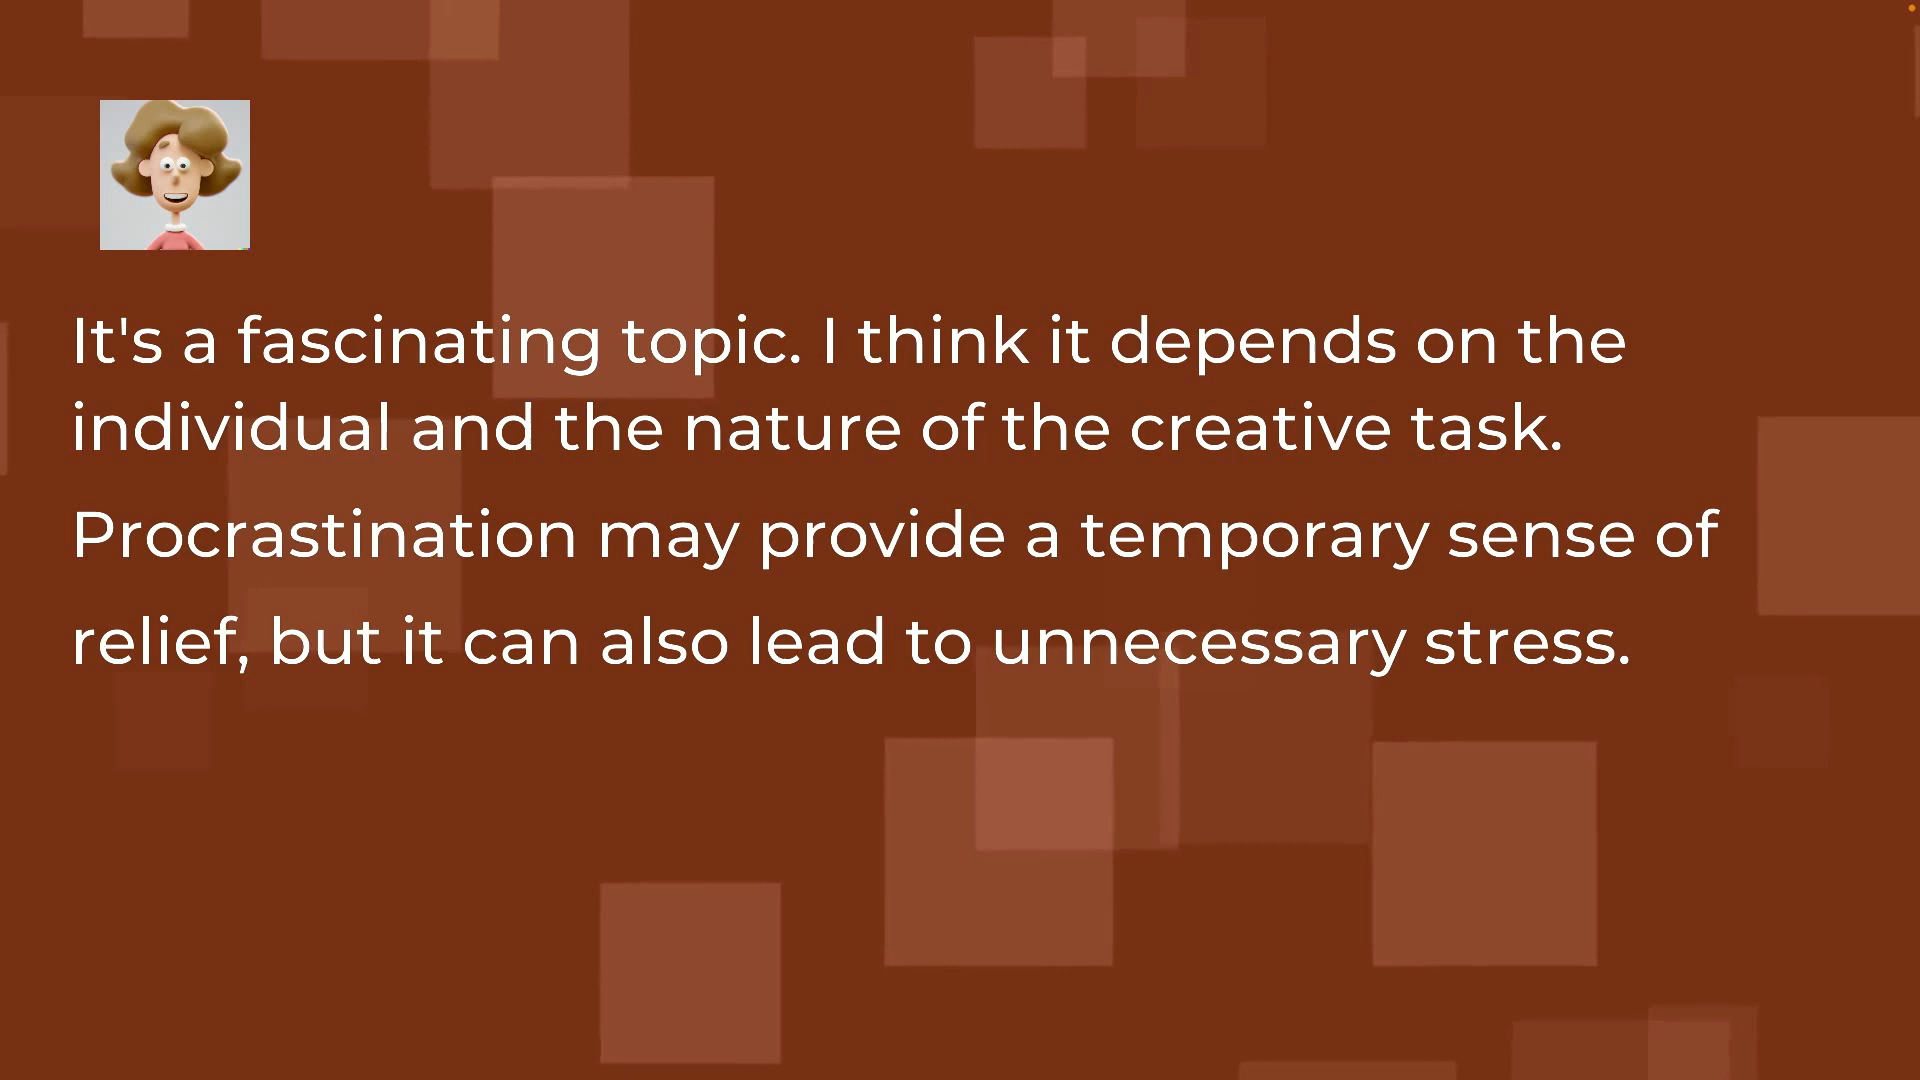 It's a fascinating topic. I think it depends on the
individual and the nature of the creative task.
Procrastination may provide a temporary sense of
relief, but it can also lead to unnecessary stress.